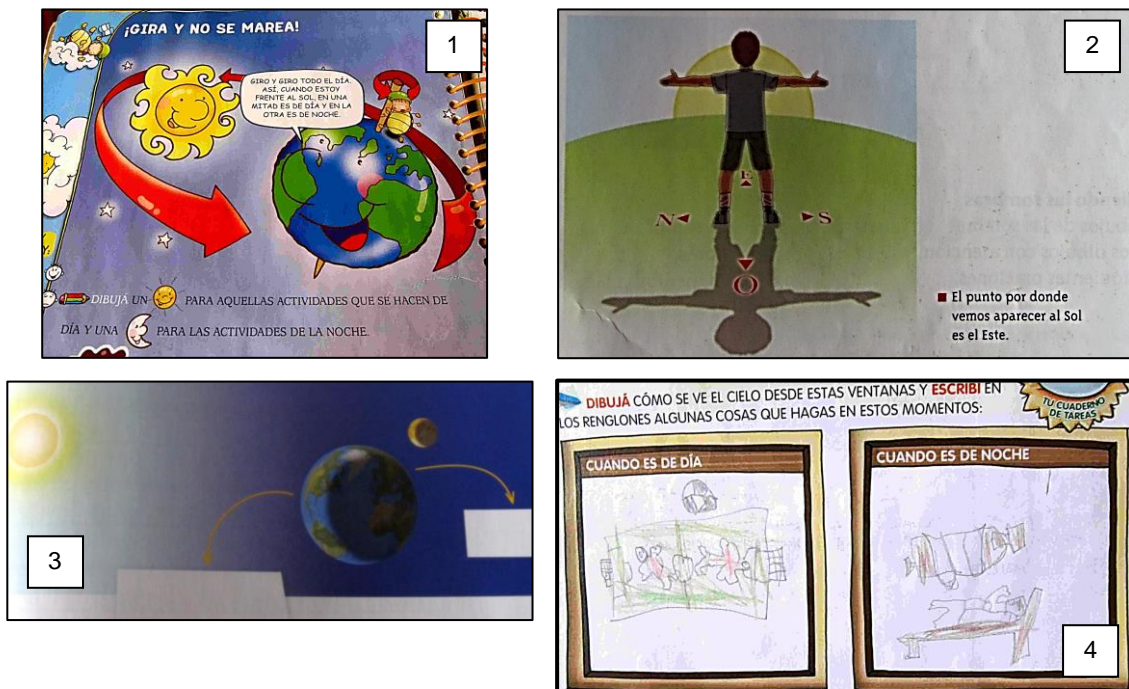 ¡GIRA Y NO SE MAREA!
1
GIRO Y GIRO TODO EL DÍA.
ASÍ, CUANDO ESTOY
FRENTE AL SOL, EN UNA
MITAD ES DE DÍA Y EN LA
OTRA ES DE NOCHE.
DIBUJÁ UN PARA AQUELLAS ACTIVIDADES QUE SE HACEN DE
DÍA Y UNA PARA LAS ACTIVIDADES DE LA NOCHE.
2
E
N S
O
El punto por donde
vemos aparecer al Sol
es el Este.
3
DIBUJÁ CÓMO SE VE EL CIELO DESDE ESTAS VENTANAS Y ESCRIBÍ EN
LOS RENGLONES ALGUNAS COSAS QUE HAGAS EN ESTOS MOMENTOS:
TU CUADERNO
DE TAREAS
CUANDO ES DE DÍA
CUANDO ES DE NOCHE
4